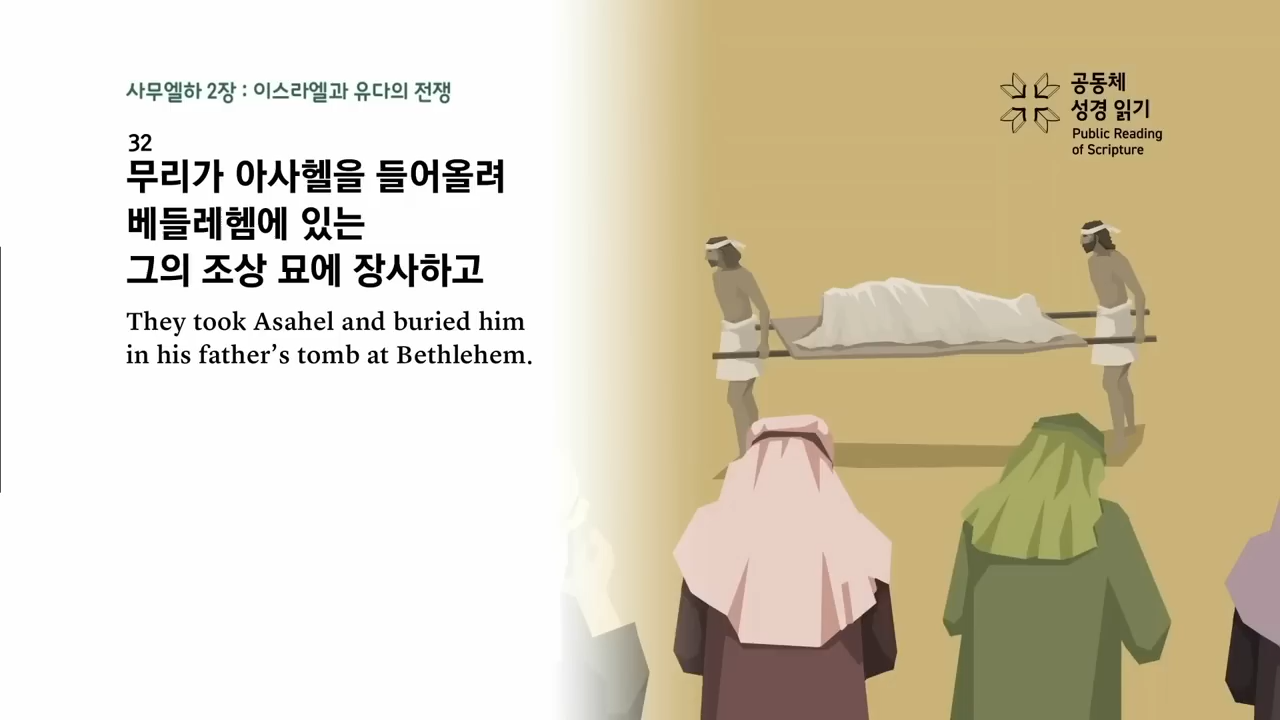 사무엘하 2장 : 이스라엘과 유다의 전쟁
32
무리가 아사헬을 들어올려
베들레헴에 있는
그의 조상 묘에 장사하고
They took Asahel and buried him
in his father’s tomb at Bethlehem.
공동체
성경 읽기
Public Reading
of Scripture